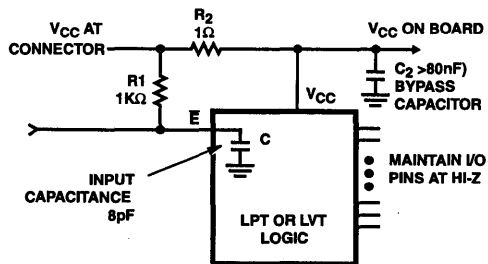 VCC AT
CONNECTOR
R2
1Ω
VCC ON BOARD
R1
1KΩ
C2 >80nF)
BYPASS
CAPACITOR
VCC
E̅
C
INPUT
CAPACITANCE
8pF
MAINTAIN I/O
PINS AT HI-Z
LPT OR LVT
LOGIC